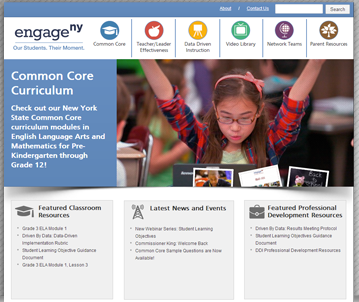 About / Contact Us Search
engage ny
Our Students. Their Moment.
Common Core
Teacher/Leader Effectiveness
Data Driven Instruction
Video Library
Network Teams
Parent Resources
Common Core
Curriculum
Check out our New York
State Common Core
curriculum modules in
English Language Arts and
Mathematics for Pre-
Kindergarten through
Grade 12!
Featured Classroom
Resources
Grade 3 ELA Module 1
Driven By Data: Data-Driven
Implementation Rubric
Student Learning Objective Guidance
Document
Grade 3 ELA Module 1, Lesson 3
Latest News and Events
New Webinar Series: Student Learning
Objectives
Commissioner King: Welcome Back
Common Core Sample Questions are
Now Available!
Featured Professional
Development Resources
Driven By Data: Results Meeting Protocol
Student Learning Objectives Guidance
Document
DDI Professional Development Resources